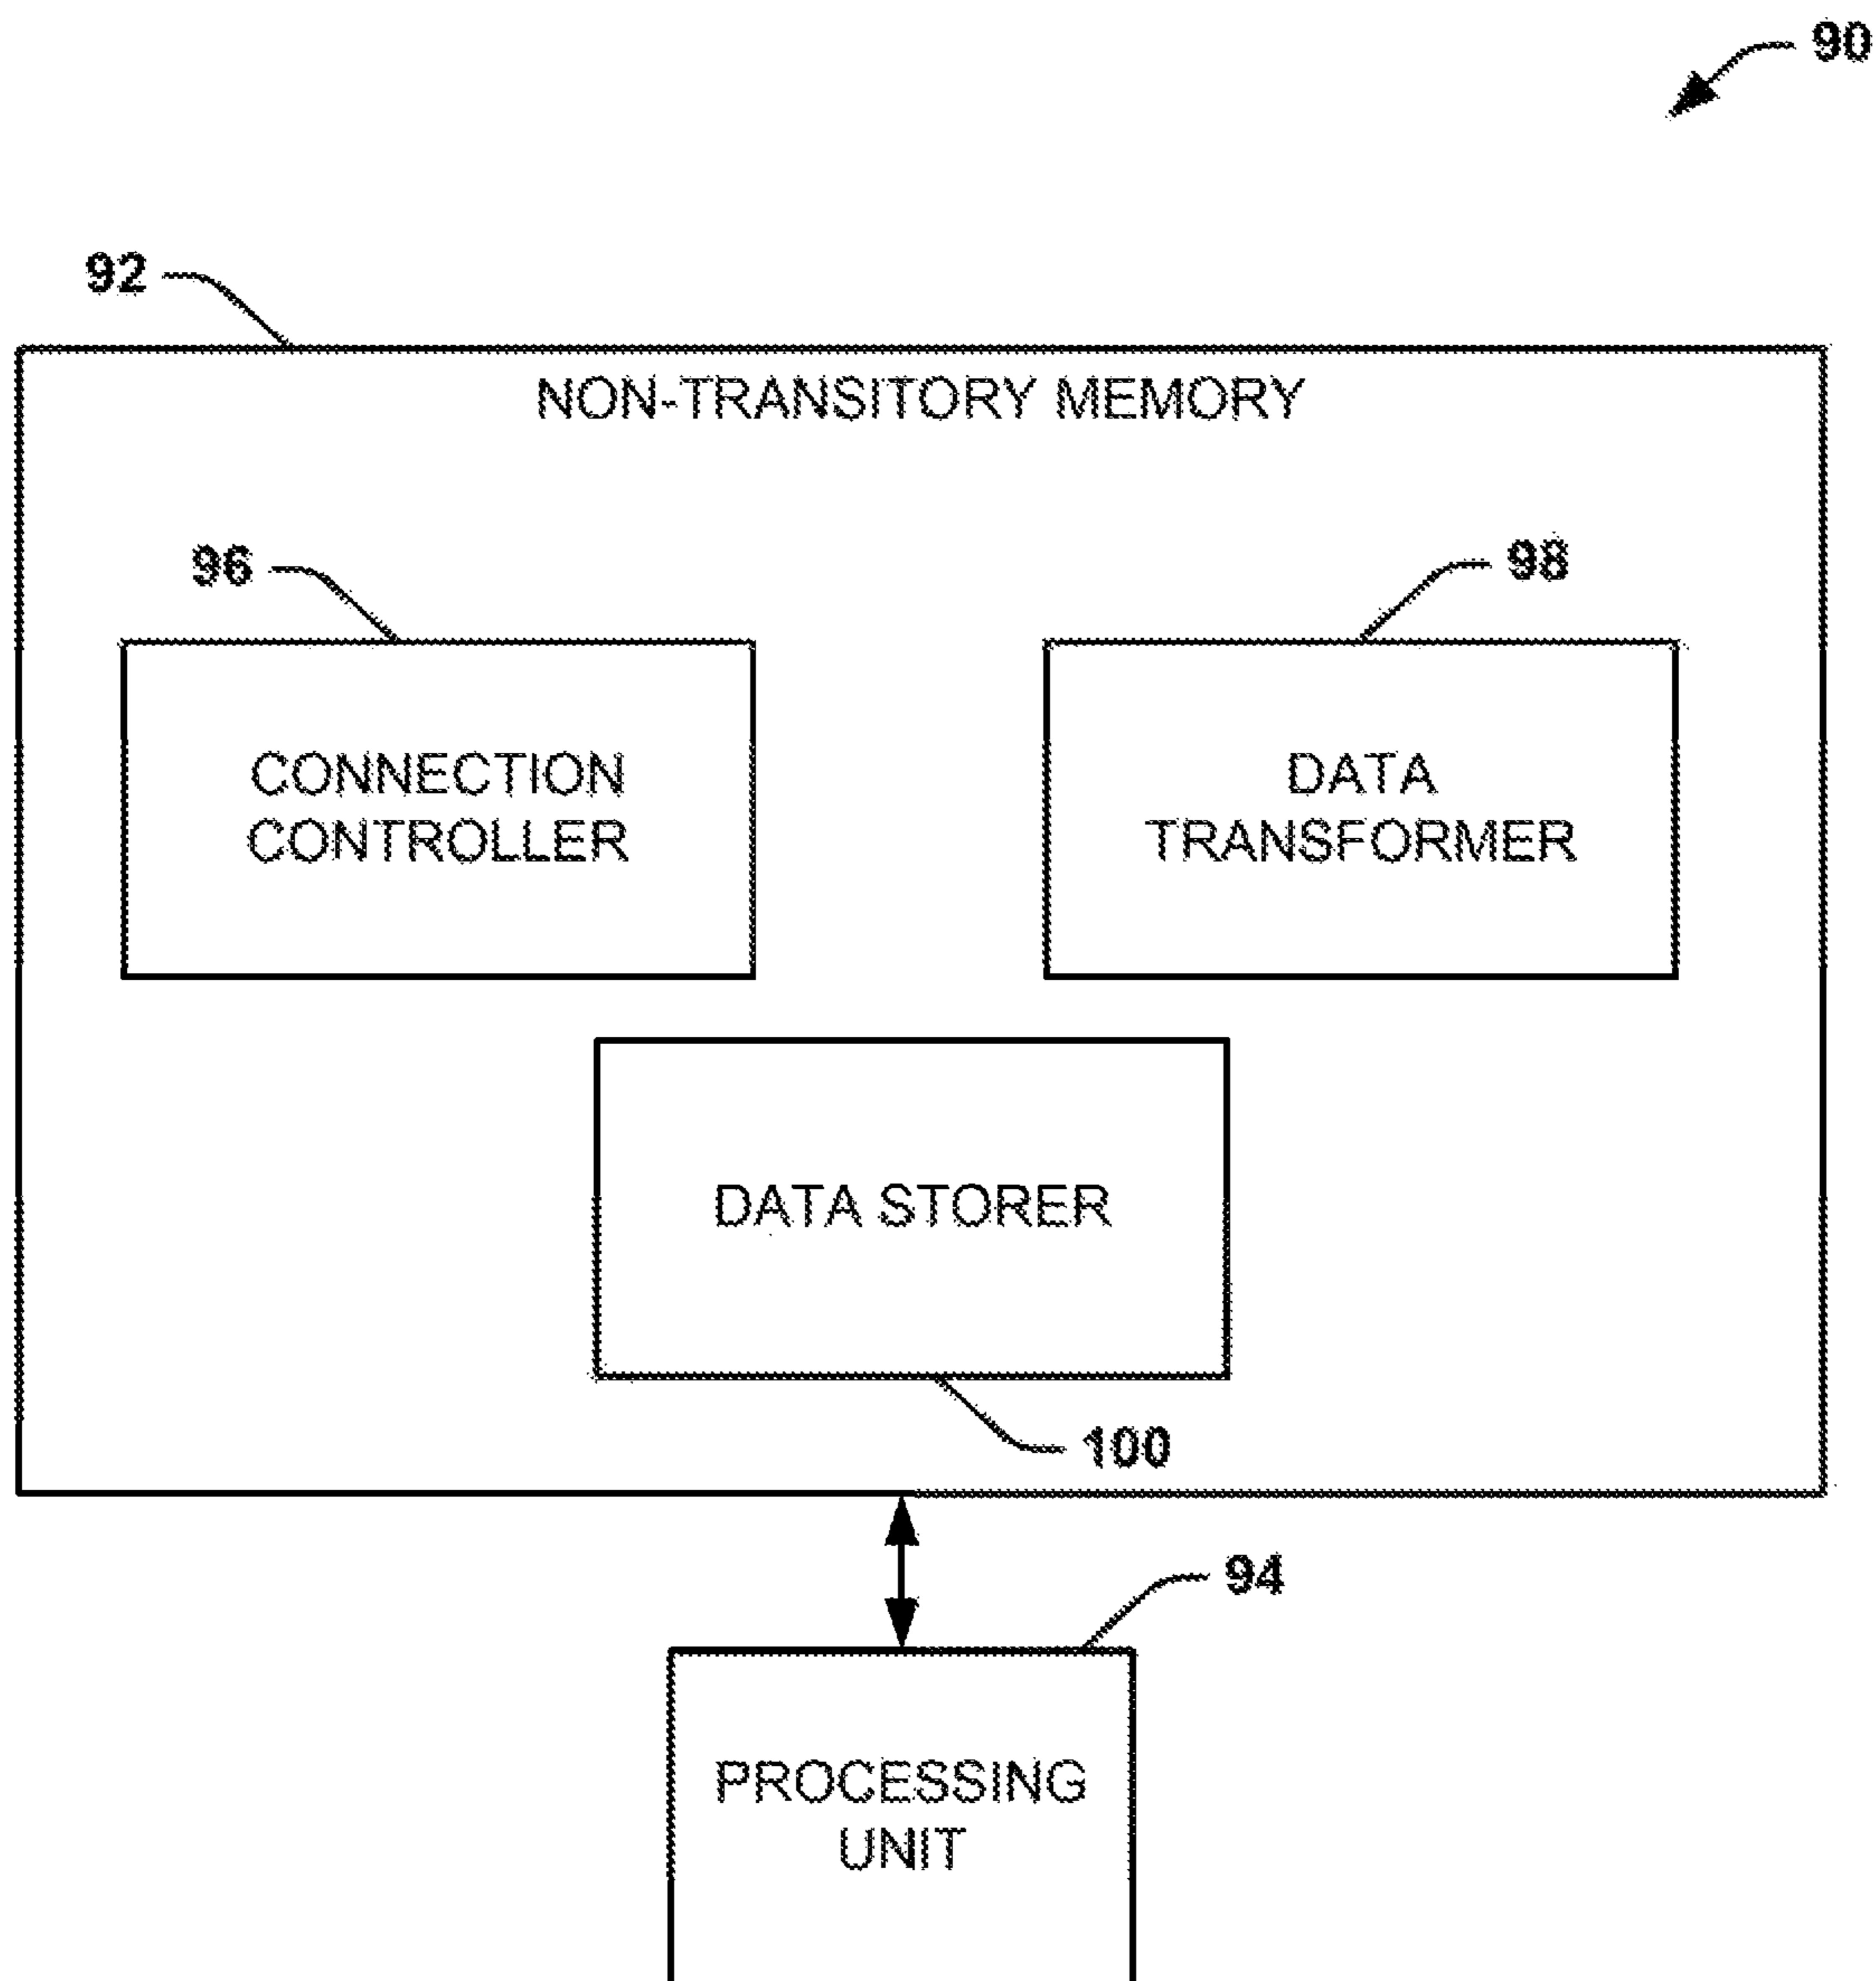 90
92
NON-TRANSITORY MEMORY
96
98
CONNECTION
CONTROLLER
DATA
TRANSFORMER
DATA STORER
100
94
PROCESSING
UNIT